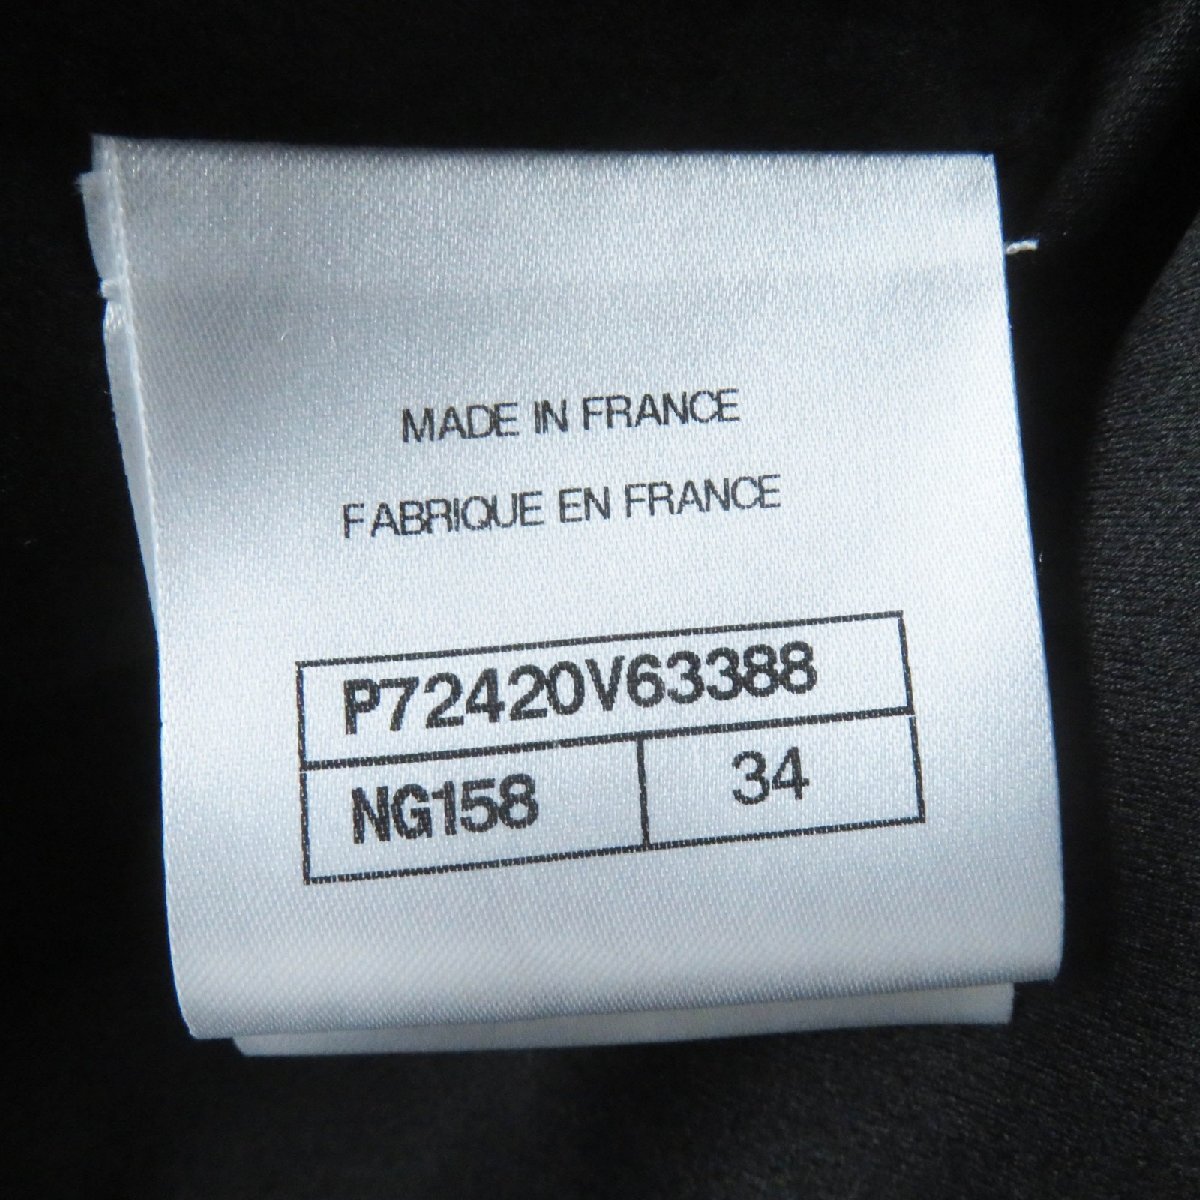 MADE IN FRANCE
FABRIQUE EN FRANCE
P72420V63388
NG158 34